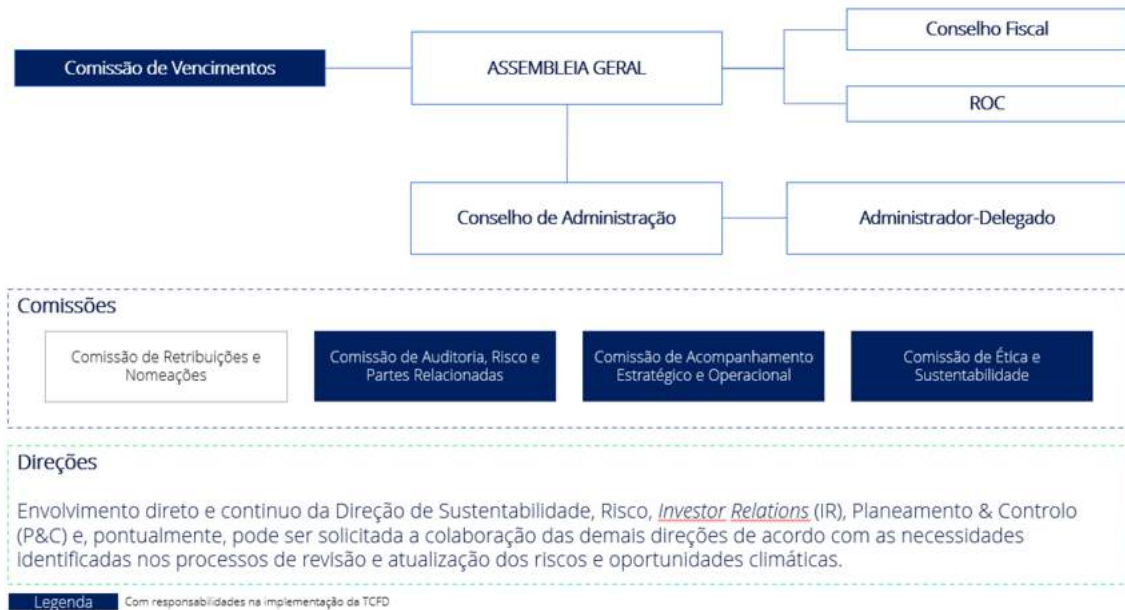 Conselho Fiscal
Comissão de Vencimentos
ASSEMBLEIA GERAL
ROC
Conselho de Administração
Administrador-Delegado
Comissões
Comissão de Retribuições e
Nomeações
Comissão de Auditoria, Risco e
Partes Relacionadas
Comissão de Acompanhamento
Estratégico e Operacional
Comissão de Ética e
Sustentabilidade
Direções
Envolvimento direto e continuo da Direção de Sustentabilidade, Risco, Investor Relations (IR), Planeamento & Controlo
(P&C) e, pontualmente, pode ser solicitada a colaboração das demais direções de acordo com as necessidades
identificadas nos processos de revisão e atualização dos riscos e oportunidades climáticas.
Legenda Com responsabilidades na implementação da TCFD